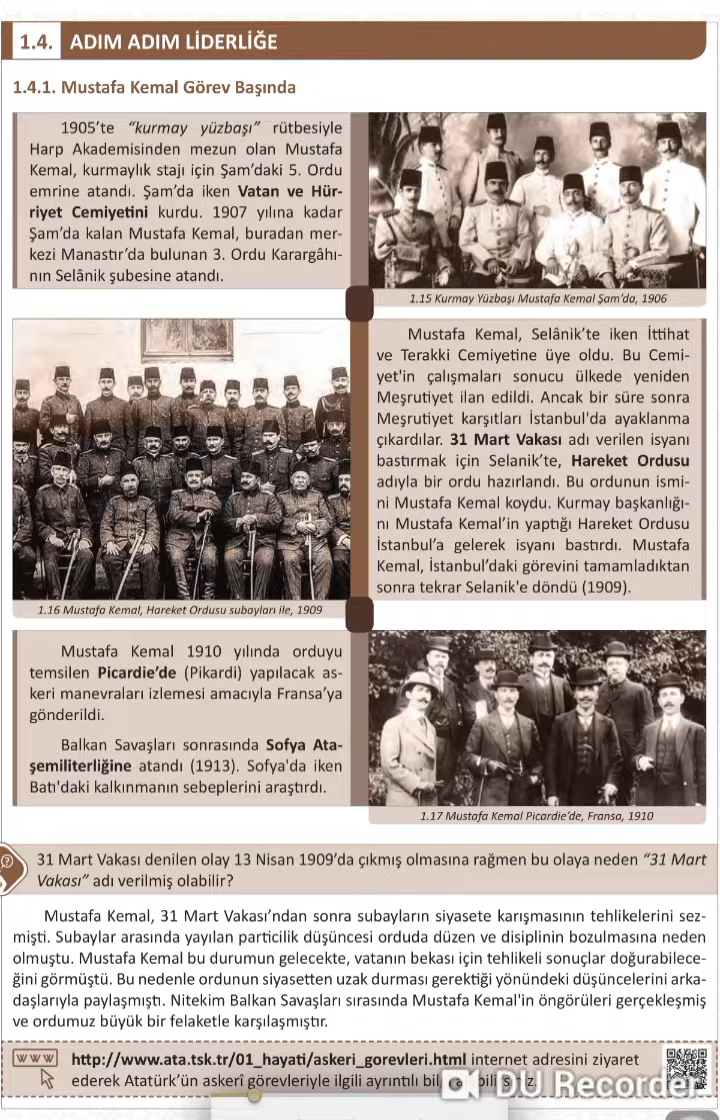 1.4. ADIM ADIM LİDERLİĞE
1.4.1. Mustafa Kemal Görev Başında
1905’te “kurmay yüzbaşı” rütbesiyle
Harp Akademisinden mezun olan Mustafa
Kemal, kurmaylık stajı için Şam’daki 5. Ordu
emrine atandı. Şam’da iken Vatan ve Hür-
riyet Cemiyetini kurdu. 1907 yılına kadar
Şam’da kalan Mustafa Kemal, buradan mer-
kezi Manastır’da bulunan 3. Ordu Karargâhı-
nın Selânik şubesine atandı.
1.15 Kurmay Yüzbaşı Mustafa Kemal Şam’da, 1906
Mustafa Kemal, Selânik’te iken İttihat
ve Terakki Cemiyetine üye oldu. Bu Cemi-
yet'in çalışmaları sonucu ülkede yeniden
Meşrutiyet ilan edildi. Ancak bir süre sonra
Meşrutiyet karşıtları İstanbul'da ayaklanma
çıkardılar. 31 Mart Vakası adı verilen isyanı
bastırmak için Selanik’te, Hareket Ordusu
adıyla bir ordu hazırlandı. Bu ordunun ismi-
ni Mustafa Kemal koydu. Kurmay başkanlığı-
nı Mustafa Kemal’in yaptığı Hareket Ordusu
İstanbul’a gelerek isyanı bastırdı. Mustafa
Kemal, İstanbul’daki görevini tamamladıktan
sonra tekrar Selanik'e döndü (1909).
1.16 Mustafa Kemal, Hareket Ordusu subayları ile, 1909
Mustafa Kemal 1910 yılında orduyu
temsilen Picardie’de (Pikardi) yapılacak as-
keri manevraları izlemesi amacıyla Fransa’ya
gönderildi.
Balkan Savaşları sonrasında Sofya Ata-
şemiliterliğine atandı (1913). Sofya'da iken
Batı'daki kalkınmanın sebeplerini araştırdı.
1.17 Mustafa Kemal Picardie’de, Fransa, 1910
31 Mart Vakası denilen olay 13 Nisan 1909’da çıkmış olmasına rağmen bu olaya neden “31 Mart
Vakası” adı verilmiş olabilir?
Mustafa Kemal, 31 Mart Vakası’ndan sonra subayların siyasete karışmasının tehlikelerini sez-
mişti. Subaylar arasında yayılan particilik düşüncesi orduda düzen ve disiplinin bozulmasına neden
olmuştu. Mustafa Kemal bu durumun gelecekte, vatanın bekası için tehlikeli sonuçlar doğurabilece-
ğini görmüştü. Bu nedenle ordunun siyasetten uzak durması gerektiği yönündeki düşüncelerini arka-
daşlarıyla paylaşmıştı. Nitekim Balkan Savaşları sırasında Mustafa Kemal'in öngörüleri gerçekleşmiş
ve ordumuz büyük bir felaketle karşılaşmıştır.
WWW http://www.ata.tsk.tr/01_hayati/askeri_gorevleri.html internet adresini ziyaret
ederek Atatürk’ün askerî görevleriyle ilgili ayrıntılı
DU Recorder